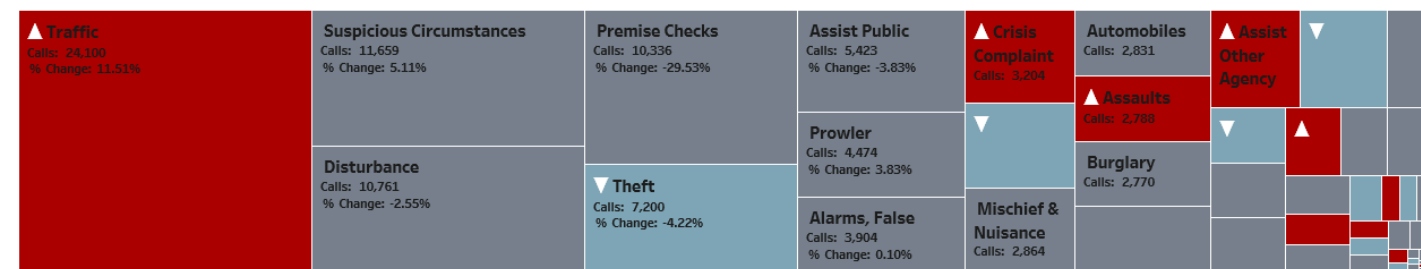 Traffic
Calls: 24,100
% Change: 11.51%
Suspicious Circumstances
Calls: 11,659
% Change: 5.11%
Disturbance
Calls: 10,761
% Change: -2.55%
Premise Checks
Calls: 10,336
% Change: -29.53%
Theft
Calls: 7,200
% Change: -4.22%
Assist Public
Calls: 5,423
% Change: -3.83%
Prowler
Calls: 4,474
% Change: 3.83%
Alarms, False
Calls: 3,904
% Change: 0.10%
Crisis
Complaint
Calls: 3,204
Mischief &
Nuisance
Calls: 2,864
Automobiles
Calls: 2,831
Assaults
Calls: 2,788
Burglary
Calls: 2,770
Assist
Other
Agency